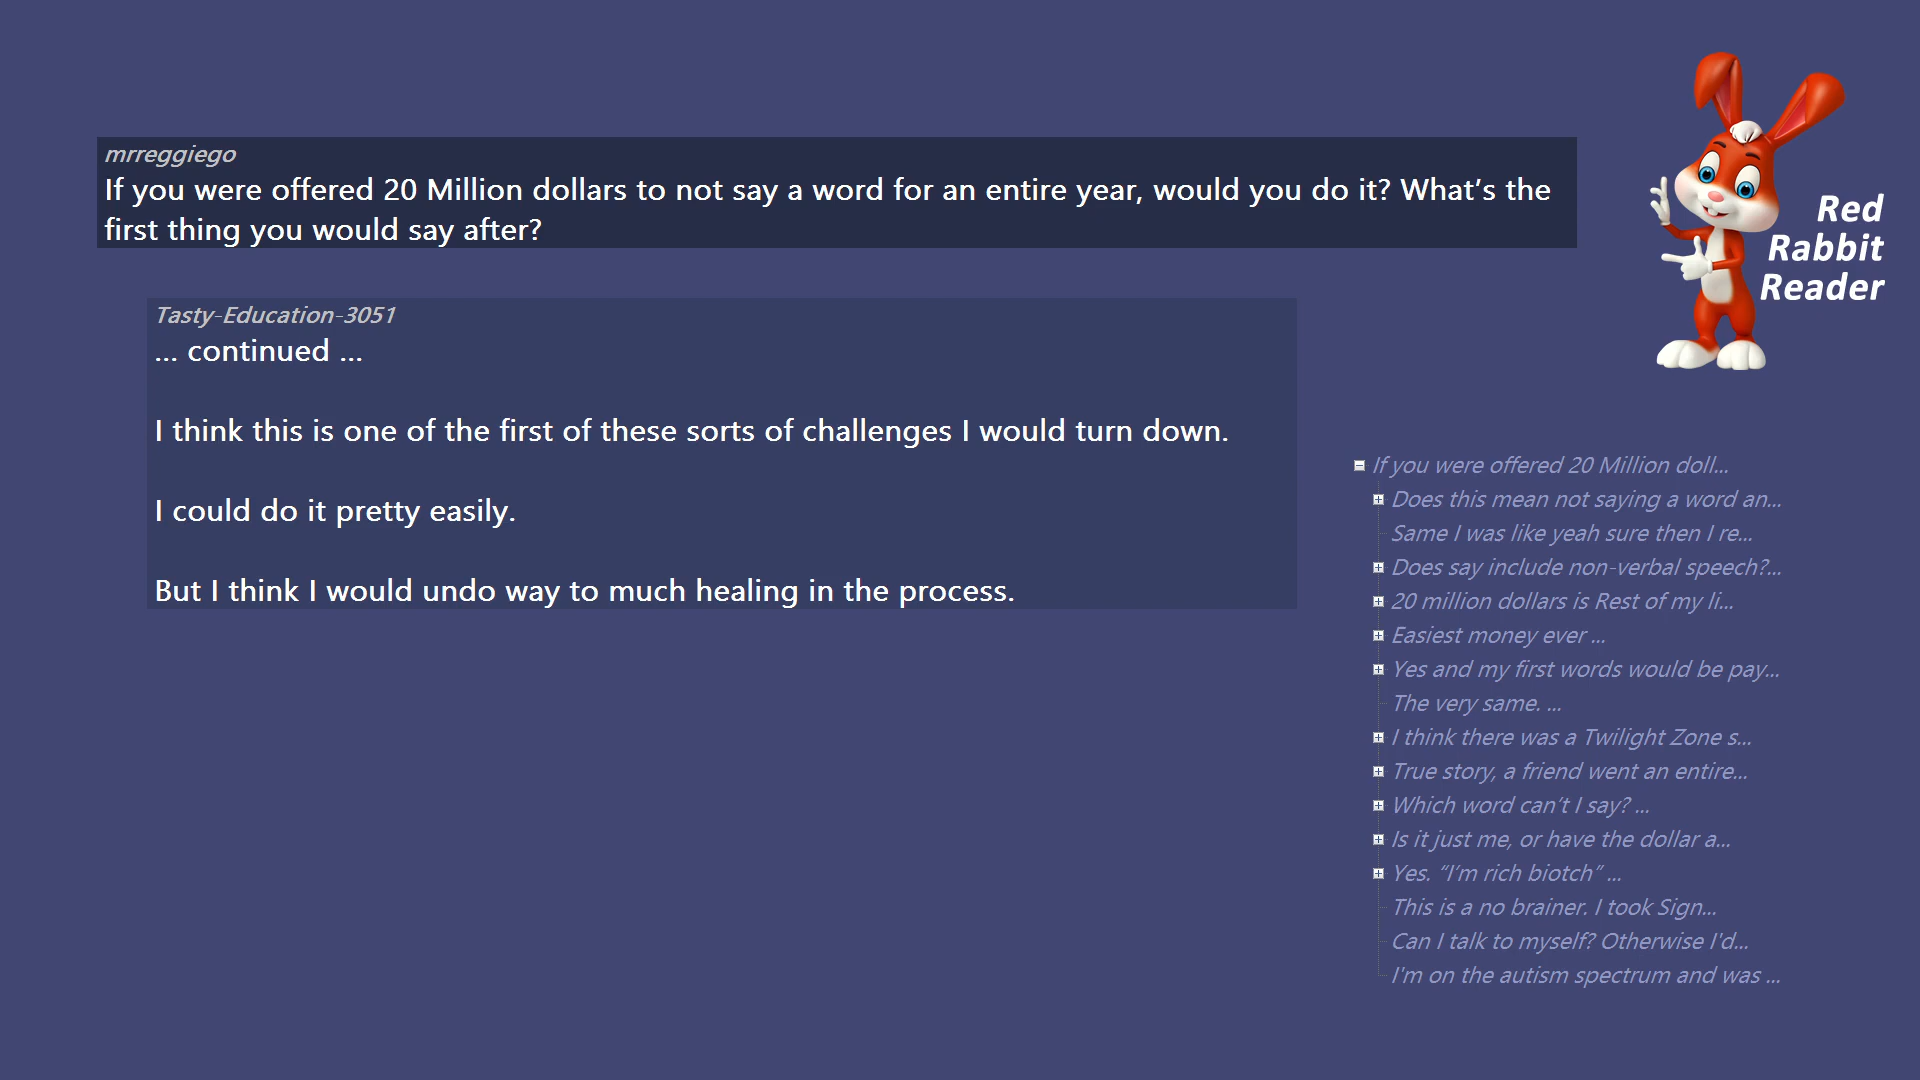 mrreggiego
If you were offered 20 Million dollars to not say a word for an entire year, would you do it? What's the
first thing you would say after?
Tasty-Education-3051
... continued ...
I think this is one of the first of these sorts of challenges I would turn down.
I could do it pretty easily.
But I think I would undo way to much healing in the process.
Red
Rabbit
Reader
If you were offered 20 Million doll...
Does this mean not saying a word an...
Same I was like yeah sure then I re...
Does say include non-verbal speech?...
20 million dollars is Rest of my li...
Easiest money ever ...
Yes and my first words would be pay...
The very same. ...
I think there was a Twilight Zone s...
True story, a friend went an entire...
Which word can't I say? ...
Is it just me, or have the dollar a...
Yes. “I'm rich biotch” ...
This is a no brainer. I took Sign...
Can I talk to myself? Otherwise I'd...
I'm on the autism spectrum and was ...